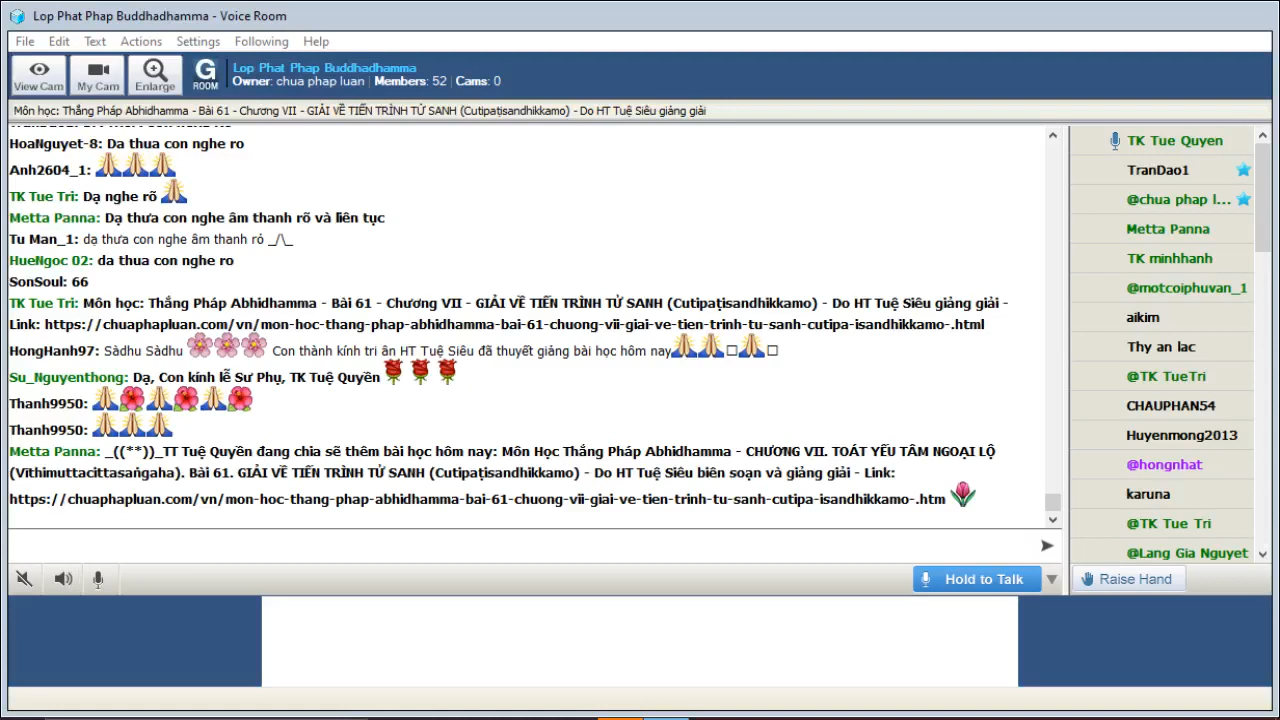 Lop Phat Phap Buddhadhamma - Voice Room
File Edit Text Actions Settings Following Help
View Cam
My Cam
Enlarge
G
ROOM
Lop Phat Phap Buddhadhamma
Owner: chua phap luan | Members: 52 | Cams: 0
Môn học: Thắng Pháp Abhidhamma - Bài 61 - Chương VII - GIẢI VỀ TIẾN TRÌNH TỬ SANH (Cutipaṭisandhikkamo) - Do HT Tuệ Siêu giảng giải
HoaNguyet-8: Da thua con nghe ro
Anh2604_1:
TK Tue Tri: Dạ nghe rõ
Metta Panna: Dạ thưa con nghe âm thanh rõ và liên tục
Tu Man_1: dạ thưa con nghe âm thanh rỏ _/\_
HueNgoc 02: da thua con nghe ro
SonSoul: 66
TK Tue Tri: Môn học: Thắng Pháp Abhidhamma - Bài 61 - Chương VII - GIẢI VỀ TIẾN TRÌNH TỬ SANH (Cutipaṭisandhikkamo) - Do HT Tuệ Siêu giảng giải -
Link: https://chuaphapluan.com/vn/mon-hoc-thang-phap-abhidhamma-bai-61-chuong-vii-giai-ve-tien-trinh-tu-sanh-cutipa-isandhikkamo-.html
HongHanh97: Sàdhu Sàdhu Con thành kính tri ân HT Tuệ Siêu đã thuyết giảng bài học hôm nay
Su_Nguyenthong: Dạ, Con kính lễ Sư Phụ, TK Tuệ Quyền
Thanh9950:
Thanh9950:
Metta Panna: _((**))_TT Tuệ Quyền đang chia sẽ thêm bài học hôm nay: Môn Học Thắng Pháp Abhidhamma - CHƯƠNG VII. TOÁT YẾU TÂM NGOẠI LỘ
(Vīthimuttacittasaṅgaha). Bài 61. GIẢI VỀ TIẾN TRÌNH TỬ SANH (Cutipaṭisandhikkamo) - Do HT Tuệ Siêu biên soạn và giảng giải - Link:
https://chuaphapluan.com/vn/mon-hoc-thang-phap-abhidhamma-bai-61-chuong-vii-giai-ve-tien-trinh-tu-sanh-cutipa-isandhikkamo-.htm
Hold to Talk
TK Tue Quyen
TranDao1
@chua phap l...
Metta Panna
TK minhhanh
@motcoiphuvan_1
aikim
Thy an lac
@TK TueTri
CHAUPHAN54
Huyenmong2013
@hongnhat
karuna
@TK Tue Tri
@Lang Gia Nguyet
Raise Hand